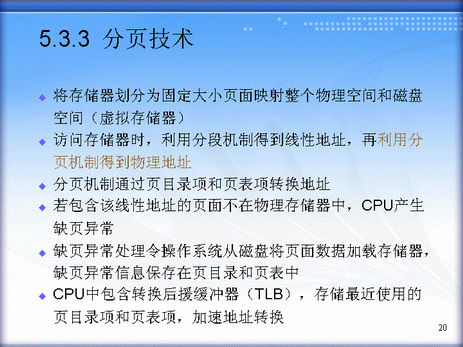 5.3.3 分页技术
将存储器划分为固定大小页面映射整个物理空间和磁盘
空间（虚拟存储器）
访问存储器时，利用分段机制得到线性地址，再利用分
页机制得到物理地址
分页机制通过页目录项和页表项转换地址
若包含该线性地址的页面不在物理存储器中，CPU产生
缺页异常
缺页异常处理令操作系统从磁盘将页面数据加载存储器，
缺页异常信息保存在页目录和页表中
CPU中包含转换后援缓冲器（TLB），存储最近使用的
页目录项和页表项，加速地址转换
20